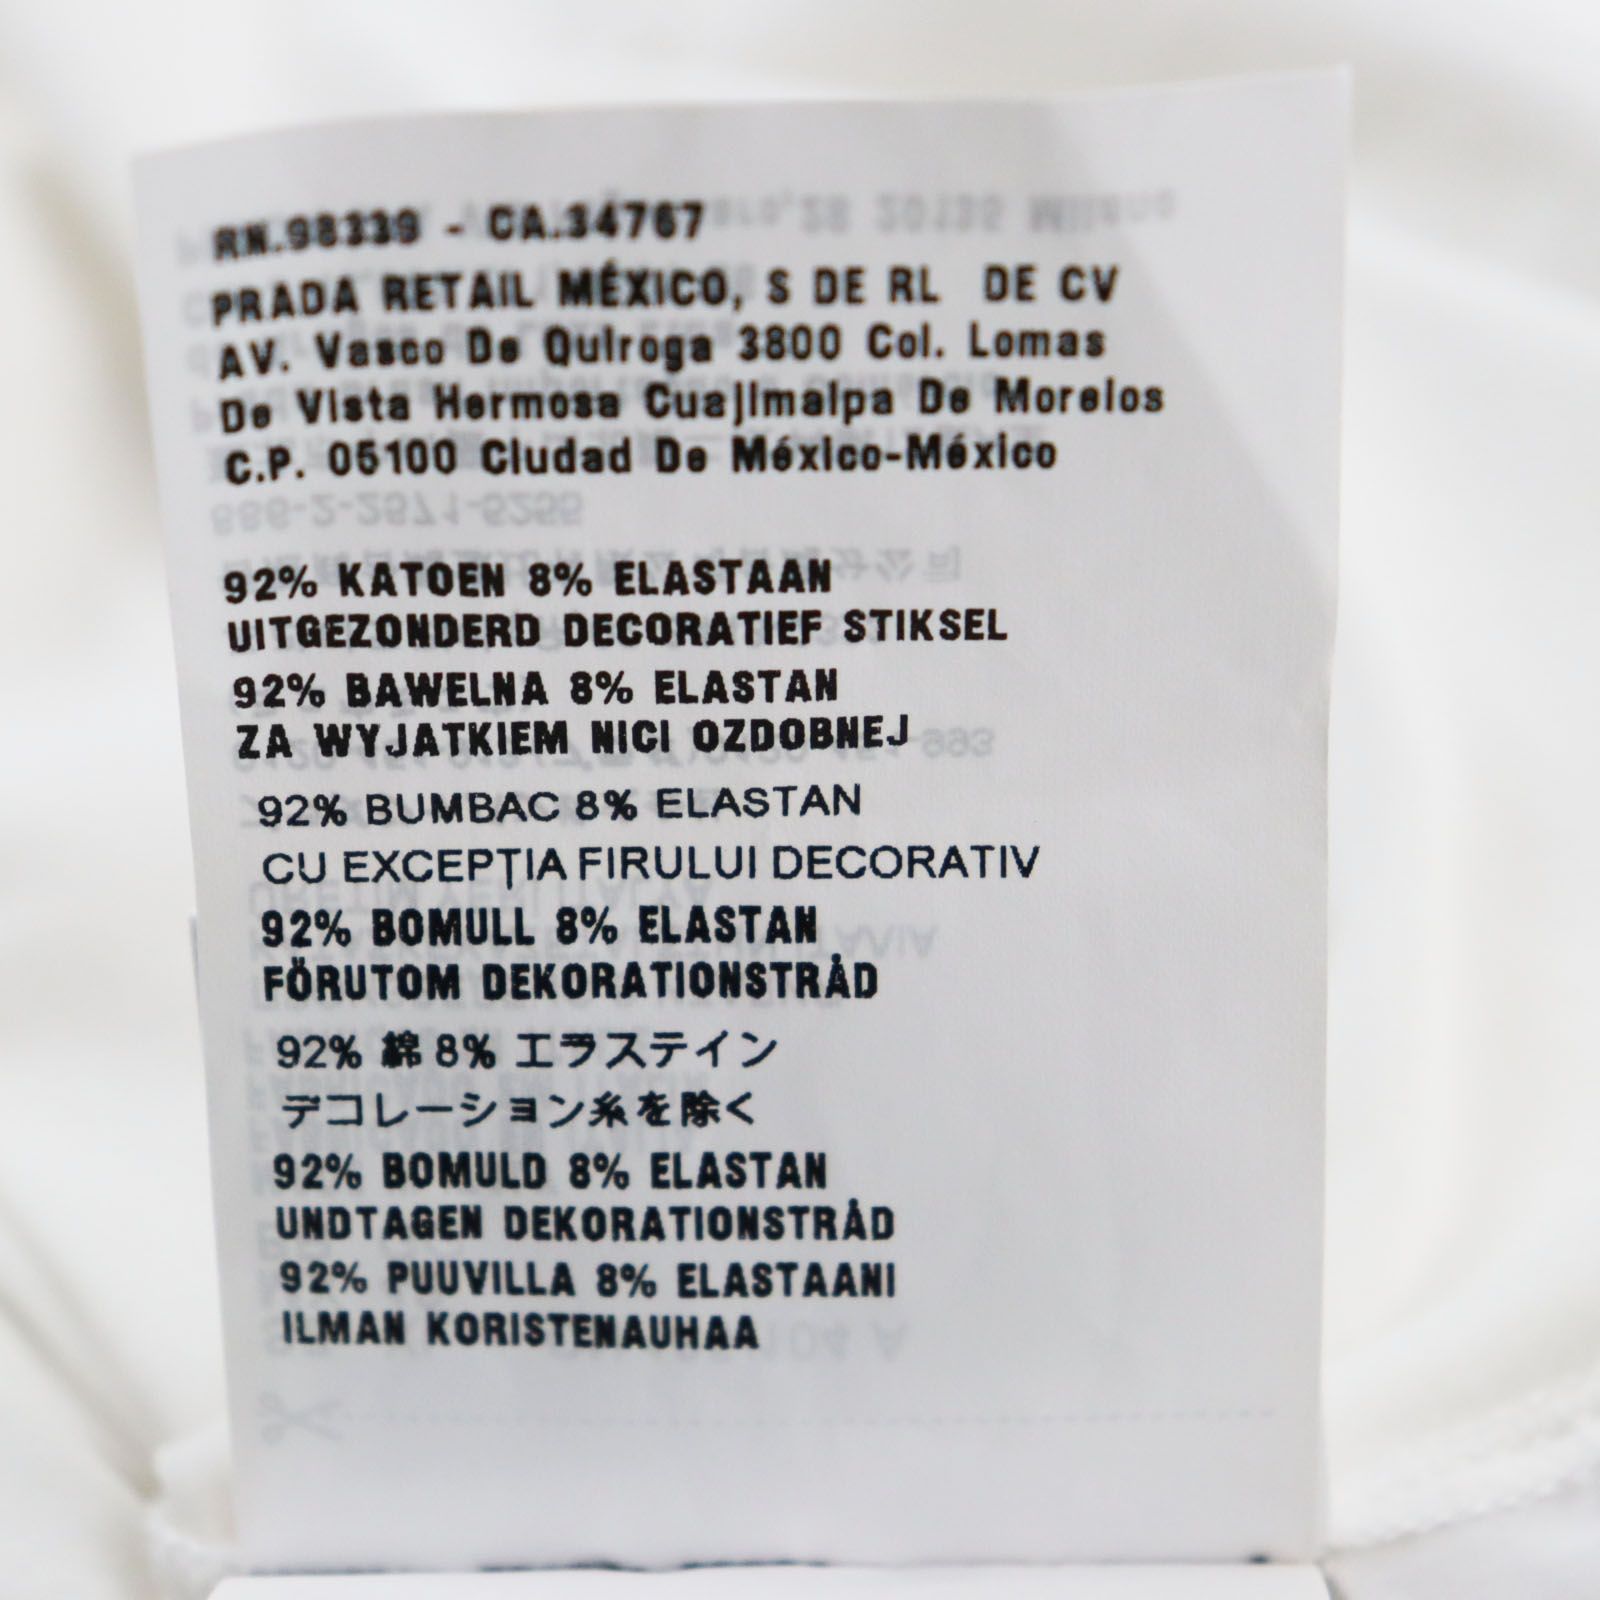 RN.98339 - CA.34767
PRADA RETAIL MÉXICO, S DE RL DE CV
AV. Vasco De Quiroga 3800 Col. Lomas
De Vista Hermosa Cuajimalpa De Morelos
C.P. 05100 Ciudad De México-México
92% KATOEN 8% ELASTAAN
UITGEZONDERD DECORATIEF STIKSEL
92% BAWEŁNA 8% ELASTAN
ZA WYJATKIEM NICI OZDOBNEJ
92% BUMBAC 8% ELASTAN
CU EXCEPŢIA FIRULUI DECORATIV
92% BOMULL 8% ELASTAN
FÖRUTOM DEKORATIONSTRÅD
92% 綿 8% エラステイン
デコレーション糸を除く
92% BOMULD 8% ELASTAN
UNDTAGEN DEKORATIONSTRÅD
92% PUUVILLA 8% ELASTAANI
ILMAN KORISTENAUHAA